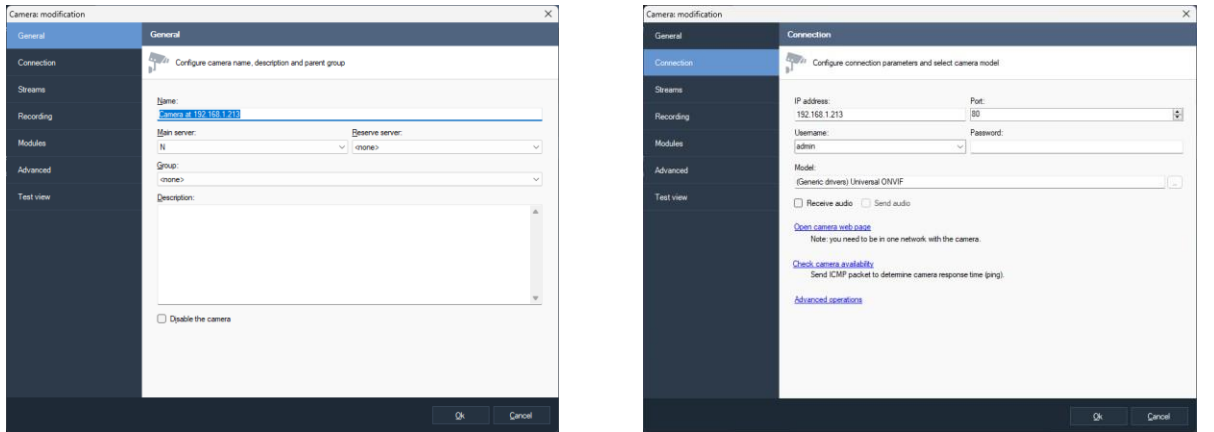 Camera: modification
General
Connection
Streams
Recording
Modules
Advanced
Test view
General
Configure camera name, description and parent group
Name:
Camera at 192.168.1.213
Main server: Reserve server:
N <none>
Group:
<none>
Description:
Disable the camera
Ok Cancel
Camera: modification
General
Connection
Streams
Recording
Modules
Advanced
Test view
Connection
Configure connection parameters and select camera model
IP address: Port:
192.168.1.213 80
Username: Password:
admin
Model:
(Generic drivers) Universal ONVIF
...
Receive audio Send audio
Open camera web page
Note: you need to be in one network with the camera.
Check camera availability
Send ICMP packet to determine camera response time (ping).
Advanced operations
Ok Cancel